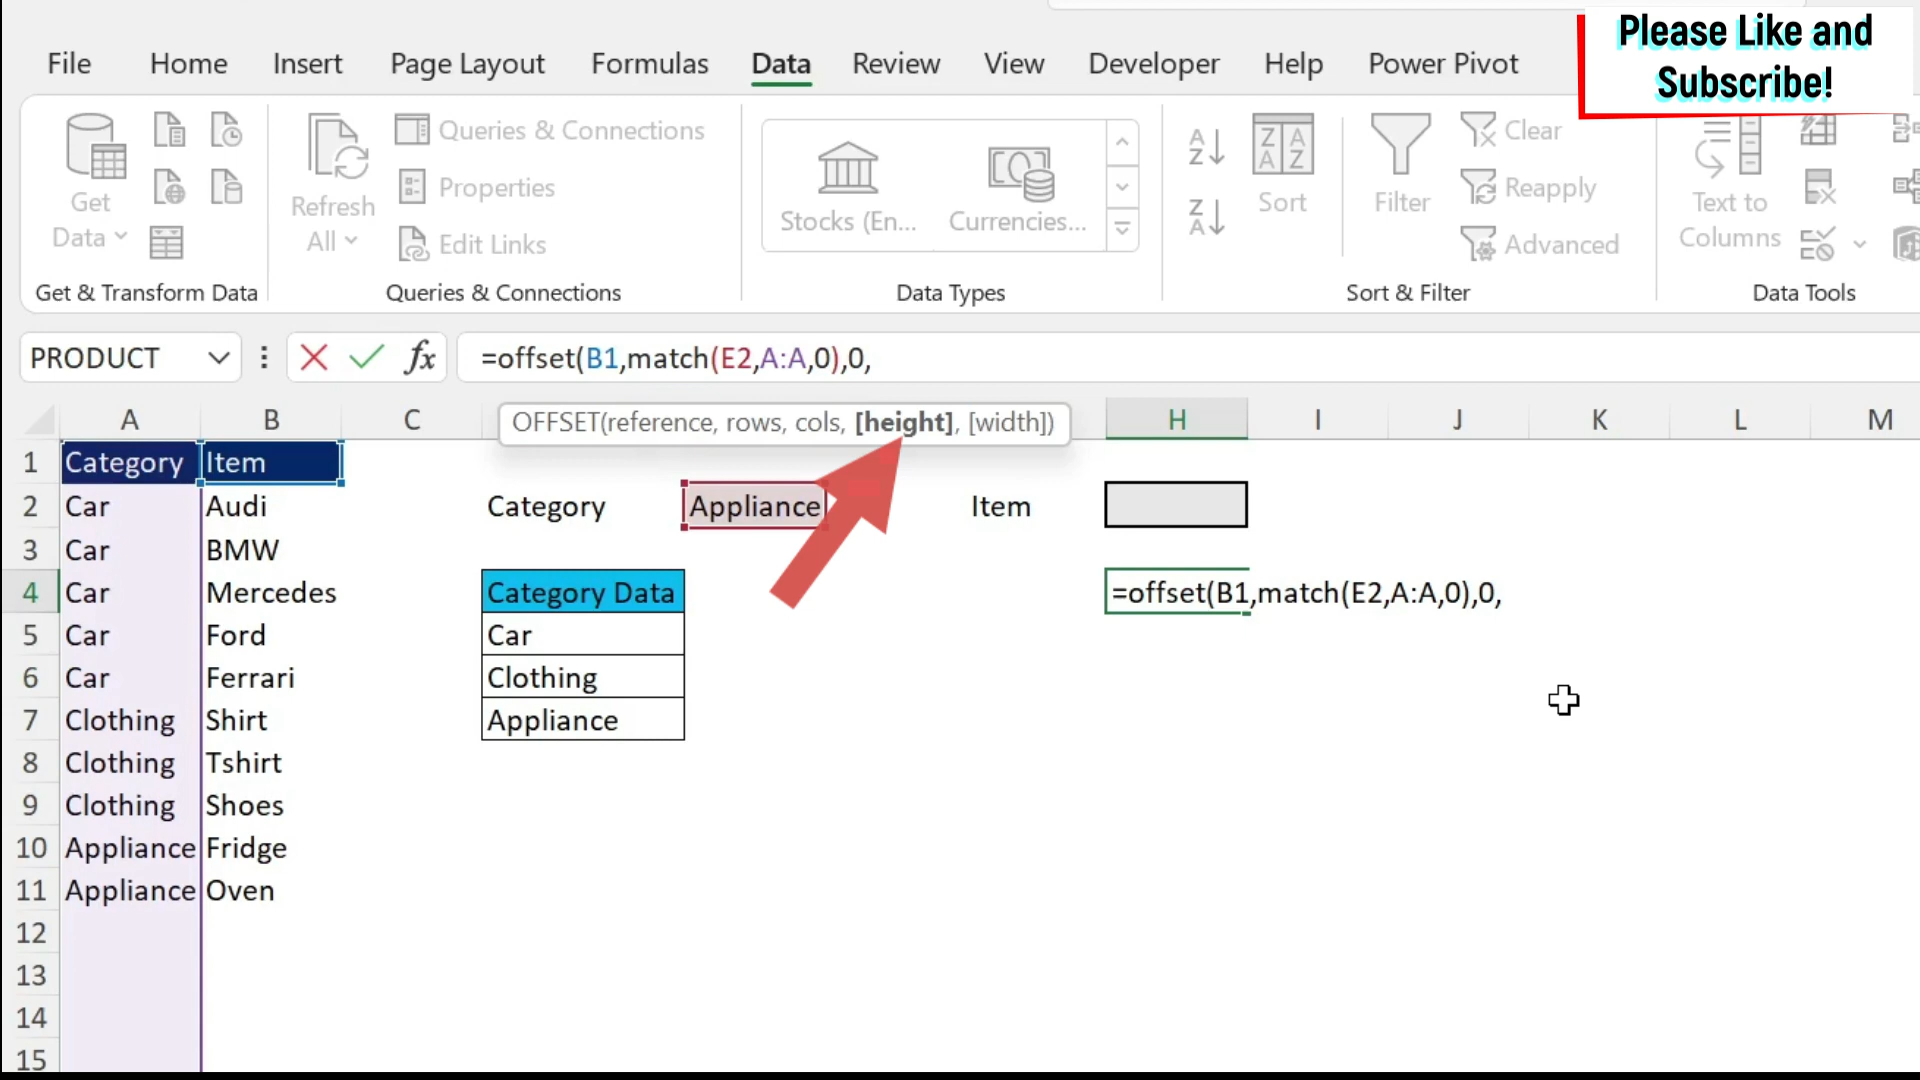 Please Like and
Subscribe!
File Home Insert Page Layout Formulas Data Review View Developer Help Power Pivot
Get
Data
Refresh
All
Queries & Connections
Properties
Edit Links
Stocks (En...
Currencies...
A
Z
Z
A
Z A
A Z
Sort
Filter
Clear
Reapply
Advanced
Text to
Columns
Get & Transform Data
Queries & Connections
Data Types
Sort & Filter
Data Tools
PRODUCT
fx
=offset(B1,match(E2,A:A,0),0,
OFFSET(reference, rows, cols, [height], [width])
A B C H I J K L M
1 Category Item
2 Car Audi Category Appliance Item
3 Car BMW
4 Car Mercedes Category Data =offset(B1,match(E2,A:A,0),0,
5 Car Ford Car
6 Car Ferrari Clothing
7 Clothing Shirt Appliance
8 Clothing Tshirt
9 Clothing Shoes
10 Appliance Fridge
11 Appliance Oven
12
13
14
15